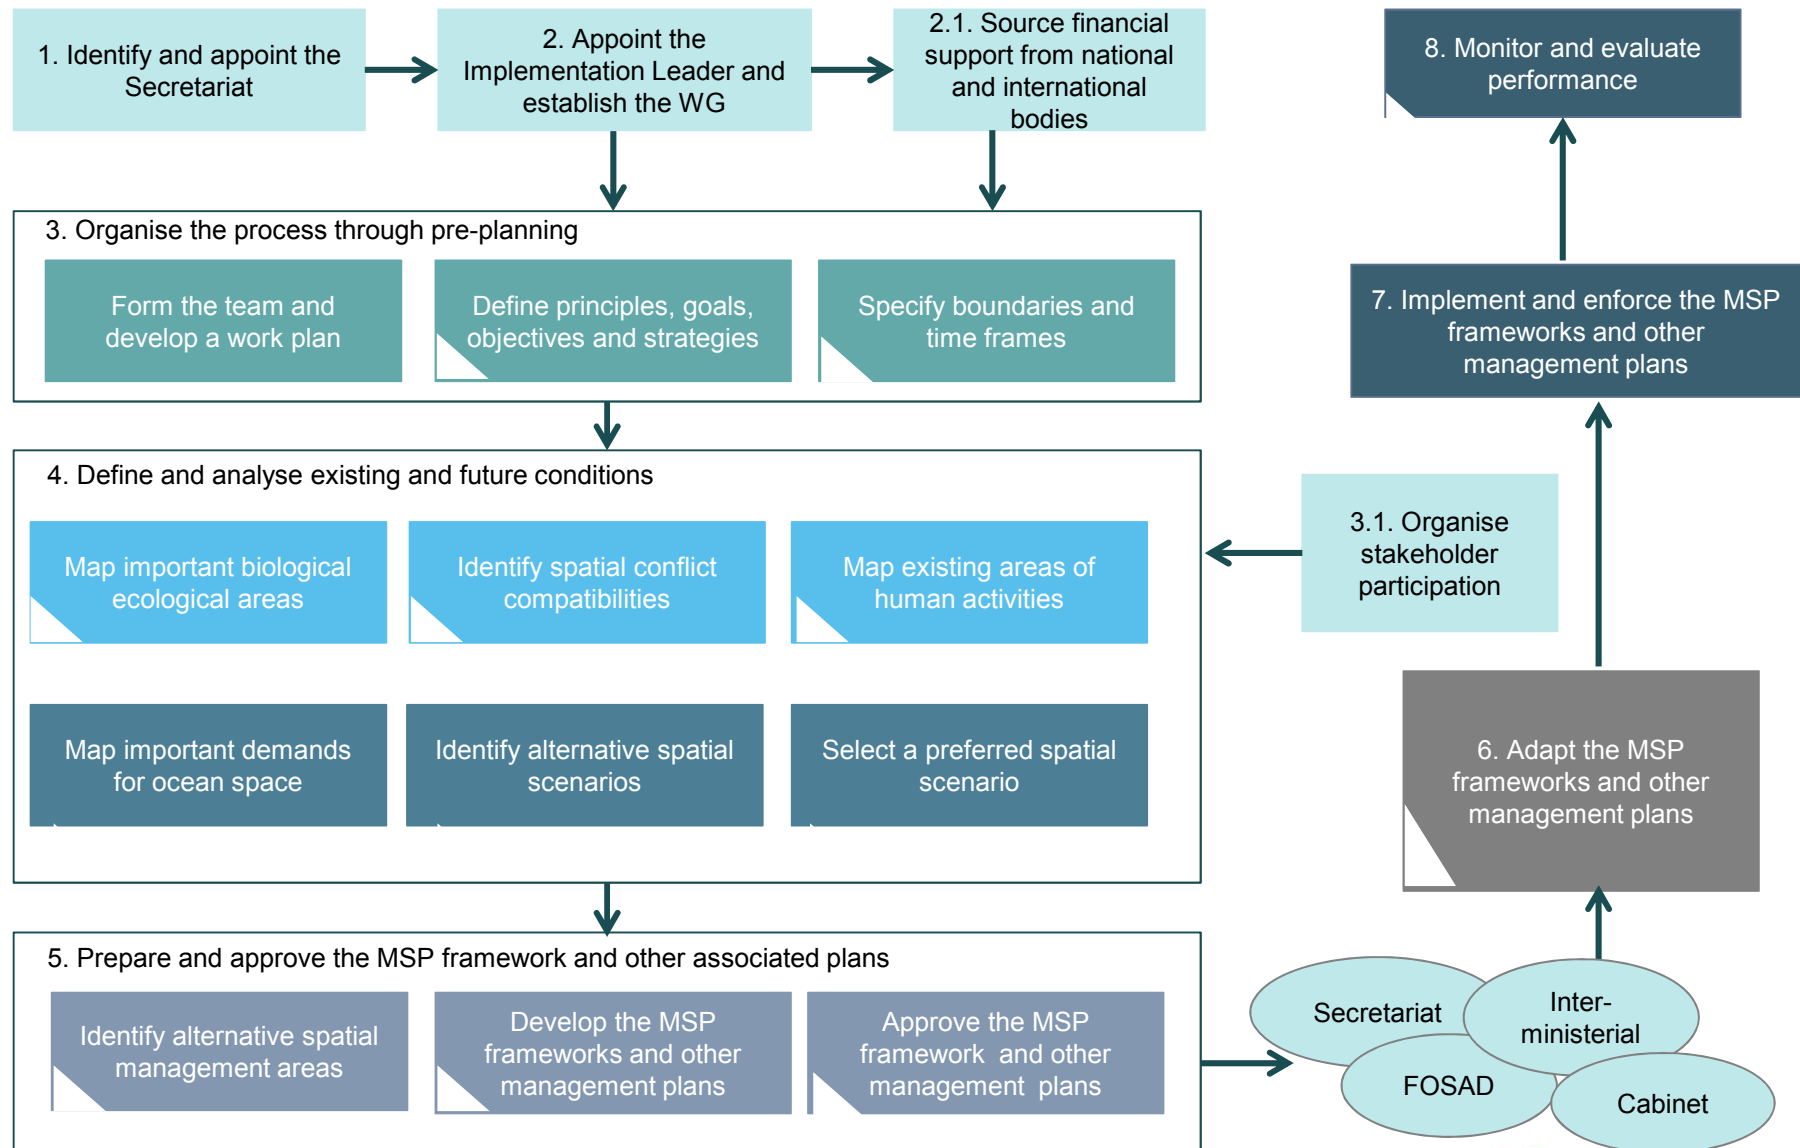 1. Identify and appoint the
Secretariat
2. Appoint the
Implementation Leader and
establish the WG
2.1. Source financial
support from national
and international
bodies
8. Monitor and evaluate
performance
3. Organise the process through pre-planning
Form the team and
develop a work plan
Define principles, goals,
objectives and strategies
Specify boundaries and
time frames
7. Implement and enforce the MSP
frameworks and other
management plans
4. Define and analyse existing and future conditions
Map important biological
ecological areas
Identify spatial conflict
compatibilities
Map existing areas of
human activities
3.1. Organise
stakeholder
participation
Map important demands
for ocean space
Identify alternative spatial
scenarios
Select a preferred spatial
scenario
6. Adapt the MSP
frameworks and other
management plans
5. Prepare and approve the MSP framework and other associated plans
Identify alternative spatial
management areas
Develop the MSP
frameworks and other
management plans
Approve the MSP
framework and other
management plans
Secretariat
Inter-
ministerial
FOSAD
Cabinet